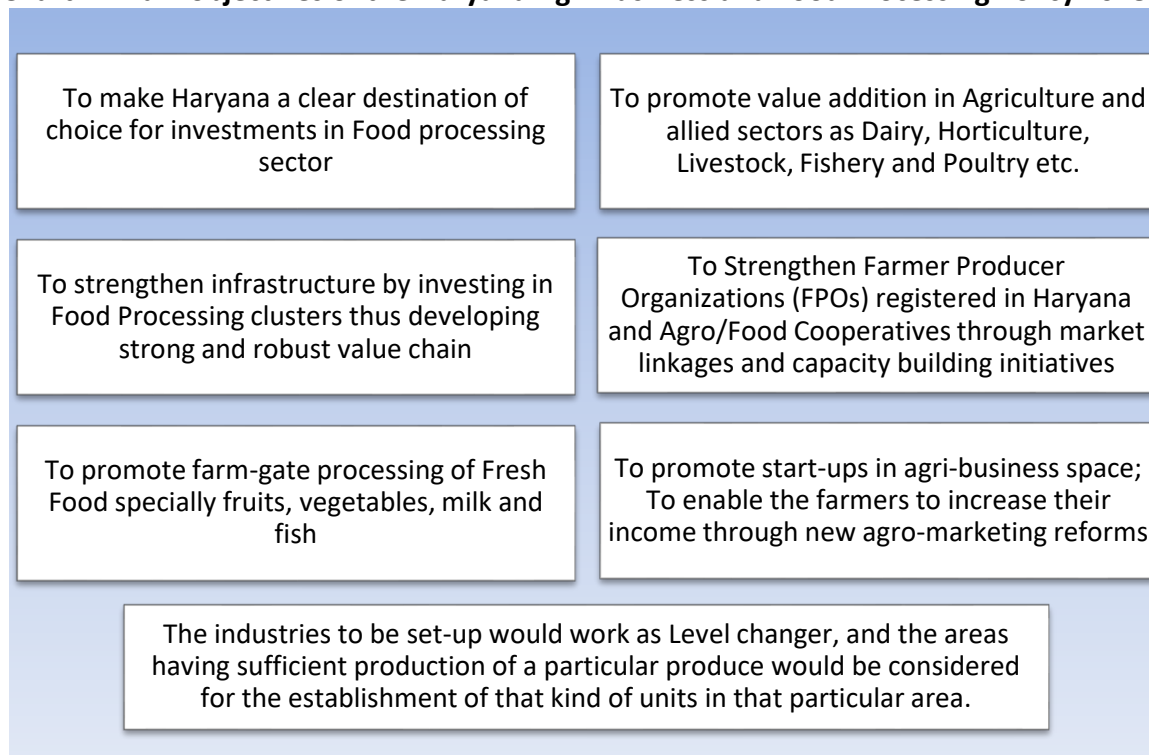 To make Haryana a clear destination of
choice for investments in Food processing
sector
To promote value addition in Agriculture and
allied sectors as Dairy, Horticulture,
Livestock, Fishery and Poultry etc.
To strengthen infrastructure by investing in
Food Processing clusters thus developing
strong and robust value chain
To Strengthen Farmer Producer
Organizations (FPOs) registered in Haryana
and Agro/Food Cooperatives through market
linkages and capacity building initiatives
To promote farm-gate processing of Fresh
Food specially fruits, vegetables, milk and
fish
To promote start-ups in agri-business space;
To enable the farmers to increase their
income through new agro-marketing reforms
The industries to be set-up would work as Level changer, and the areas
having sufficient production of a particular produce would be considered
for the establishment of that kind of units in that particular area.